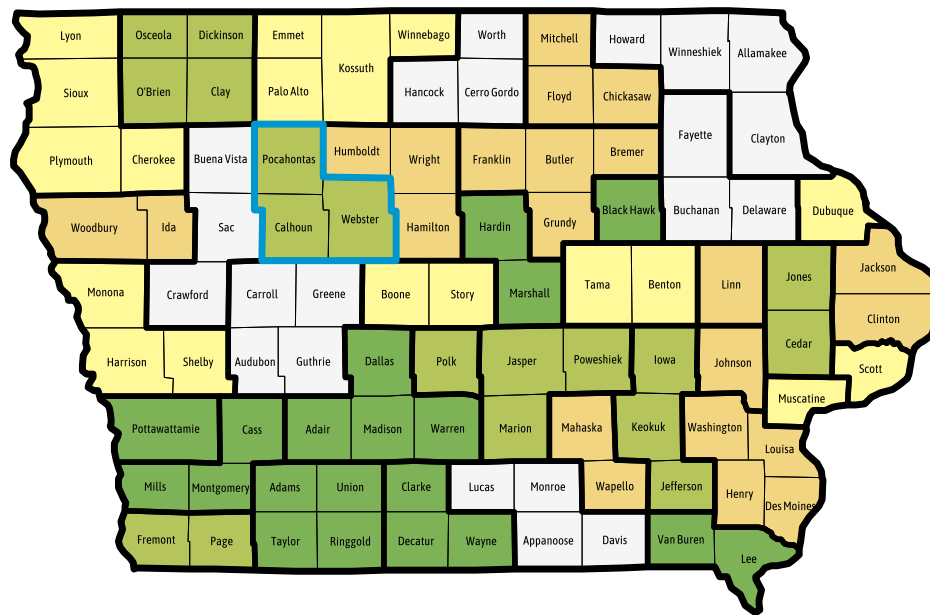 Lyon
Osceola
Dickinson
Emmet
Kossuth
Winnebago
Worth
Mitchell
Howard
Winneshiek
Allamakee
Sioux
O'Brien
Clay
Palo Alto
Hancock
Cerro Gordo
Floyd
Chickasaw
Fayette
Clayton
Plymouth
Cherokee
Buena Vista
Pocahontas
Humboldt
Wright
Franklin
Butler
Bremer
Woodbury
Ida
Sac
Calhoun
Webster
Hamilton
Hardin
Grundy
Black Hawk
Buchanan
Delaware
Dubuque
Monona
Crawford
Carroll
Greene
Boone
Story
Marshall
Tama
Benton
Linn
Jones
Jackson
Clinton
Harrison
Shelby
Audubon
Guthrie
Dallas
Polk
Jasper
Poweshiek
Iowa
Johnson
Cedar
Scott
Muscatine
Pottawattamie
Cass
Adair
Madison
Warren
Marion
Mahaska
Keokuk
Washington
Louisa
Mills
Montgomery
Adams
Union
Clarke
Lucas
Monroe
Wapello
Jefferson
Henry
Des Moines
Fremont
Page
Taylor
Ringgold
Decatur
Wayne
Appanoose
Davis
Van Buren
Lee